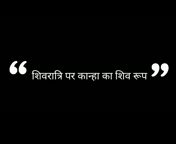 “ शिवरात्रि पर कान्हा का शिव रूप ”